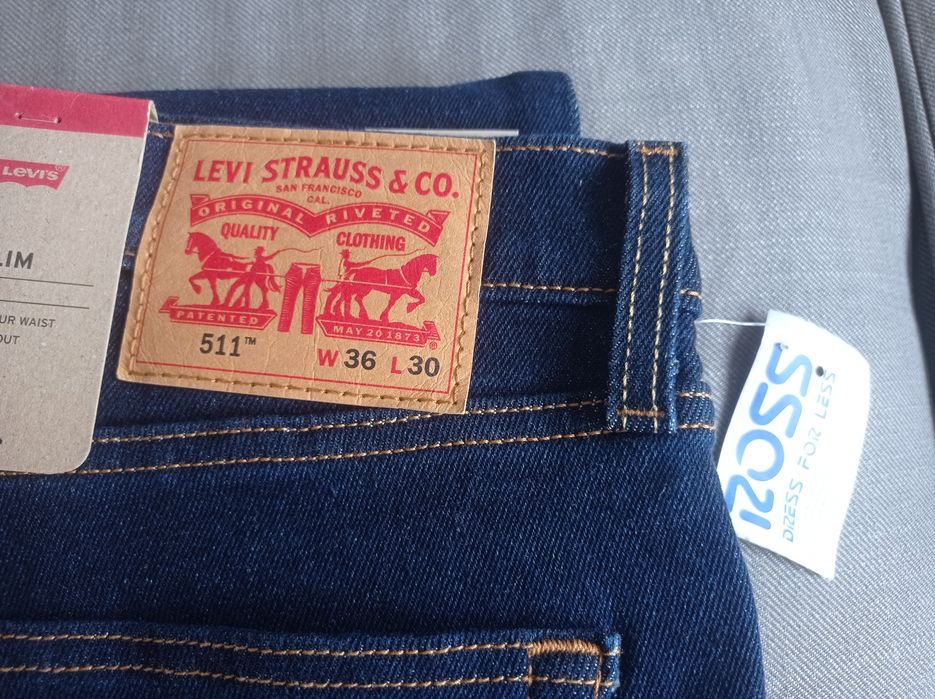 LEVI'S
LIM
UR WAIST
OUT
LEVI STRAUSS & CO.
SAN FRANCISCO
CAL.
ORIGINAL RIVETED
QUALITY CLOTHING
PATENTED MAY 20 1873
511™ W 36 L 30
ROSS
DRESS FOR LESS